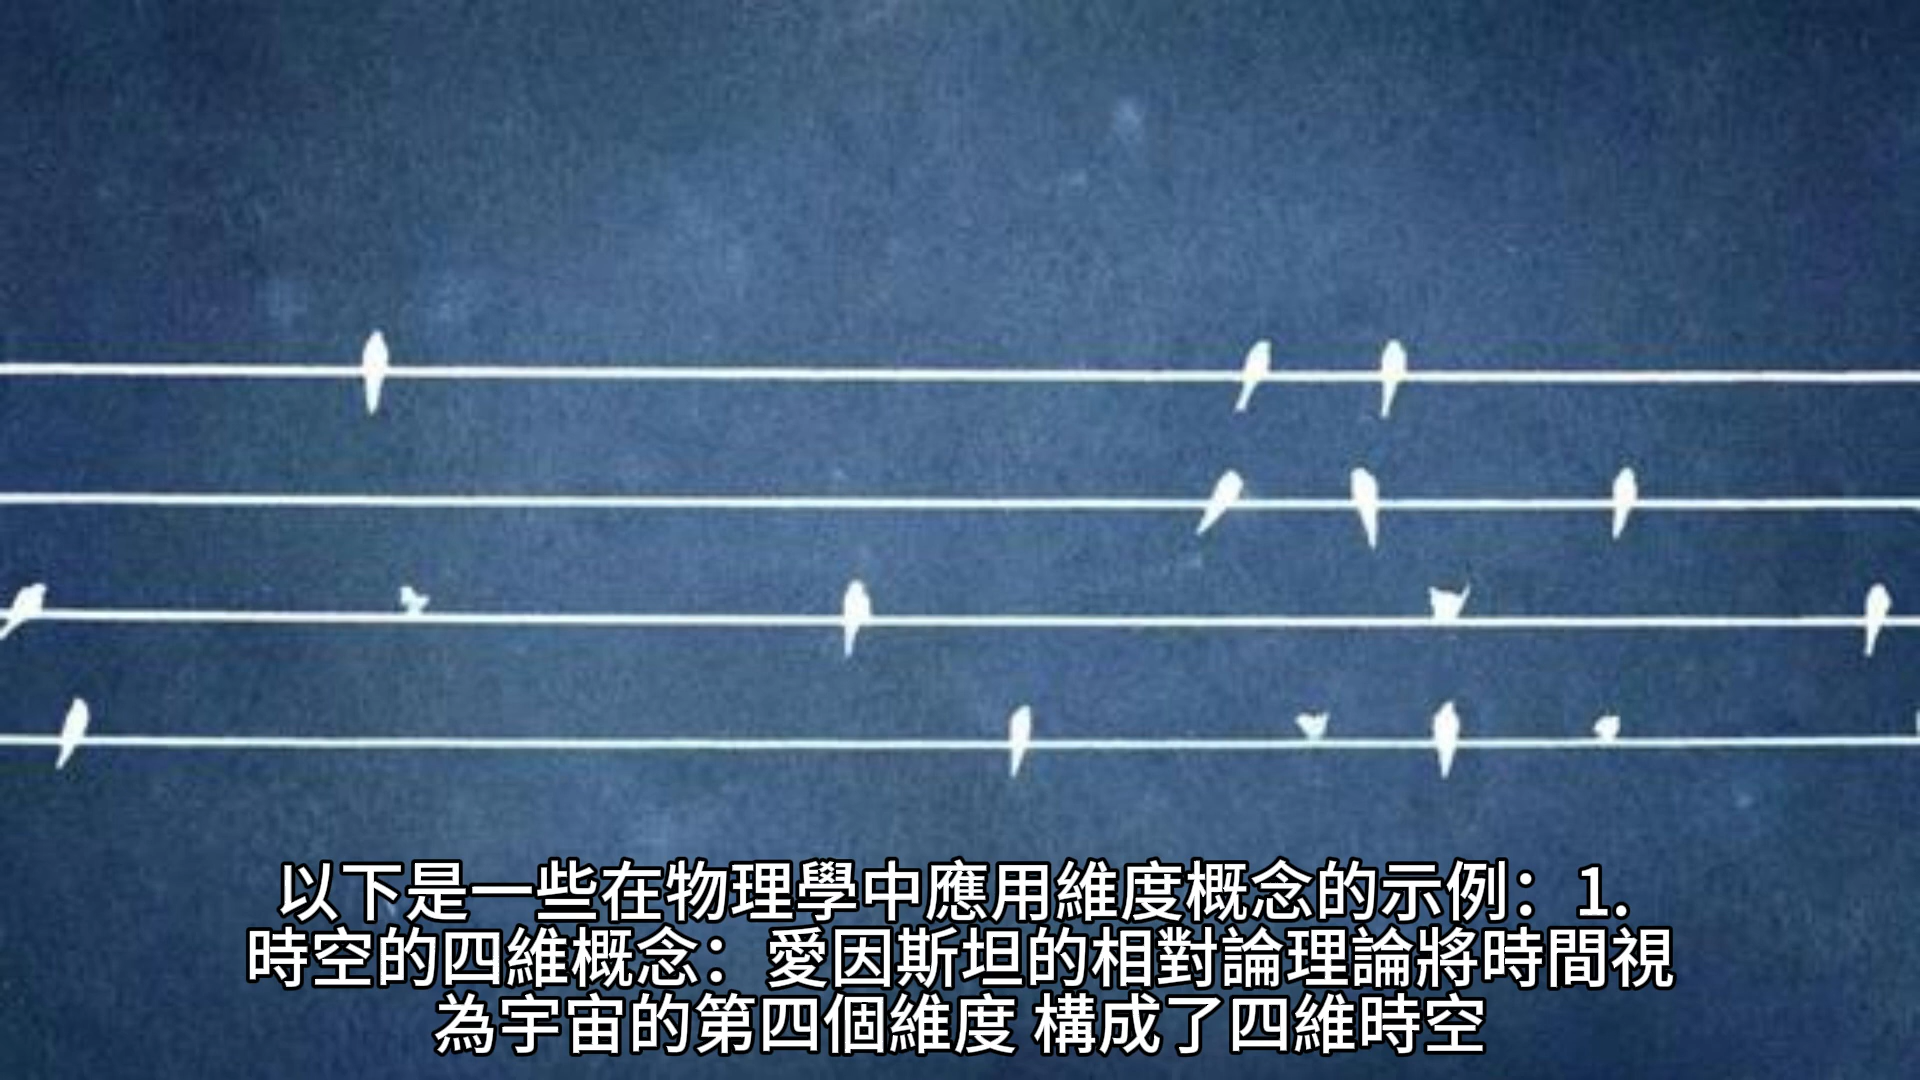 以下是一些在物理學中應用維度概念的示例：1.
時空的四維概念：愛因斯坦的相對論理論將時間視
為宇宙的第四個維度 構成了四維時空